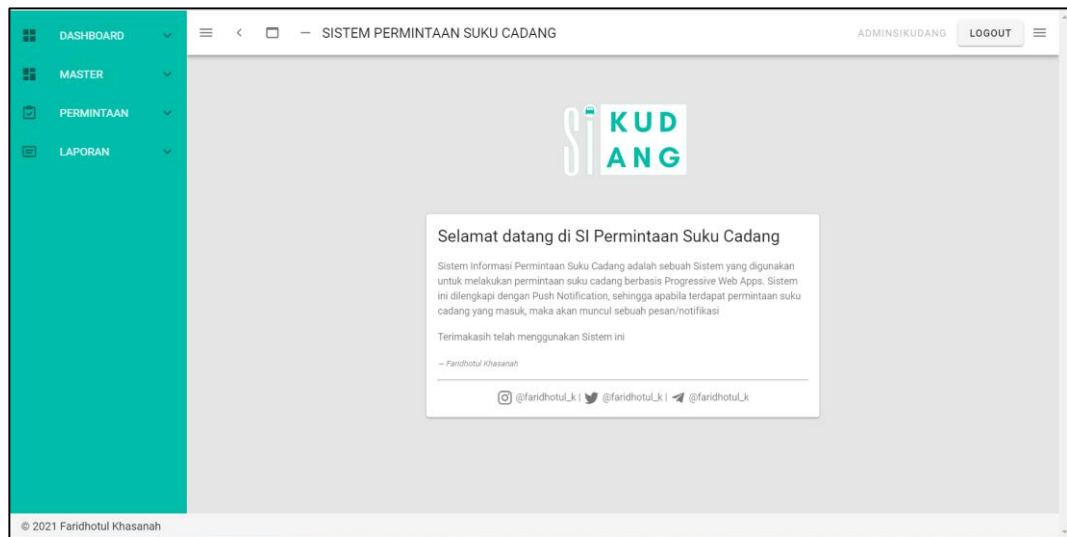 DASHBOARD
MASTER
PERMINTAAN
LAPORAN
SISTEM PERMINTAAN SUKU CADANG
ADMINSIKUDANG
LOGOUT
Si KUD
ANG
Selamat datang di SI Permintaan Suku Cadang
Sistem Informasi Permintaan Suku Cadang adalah sebuah Sistem yang digunakan
untuk melakukan permintaan suku cadang berbasis Progressive Web Apps. Sistem
ini dilengkapi dengan Push Notification, sehingga apabila terdapat permintaan suku
cadang yang masuk, maka akan muncul sebuah pesan/notifikasi
Terimakasih telah menggunakan Sistem ini
— Faridhotul Khasanah
@faridhotul_k | @faridhotul_k | @faridhotul_k
© 2021 Faridhotul Khasanah